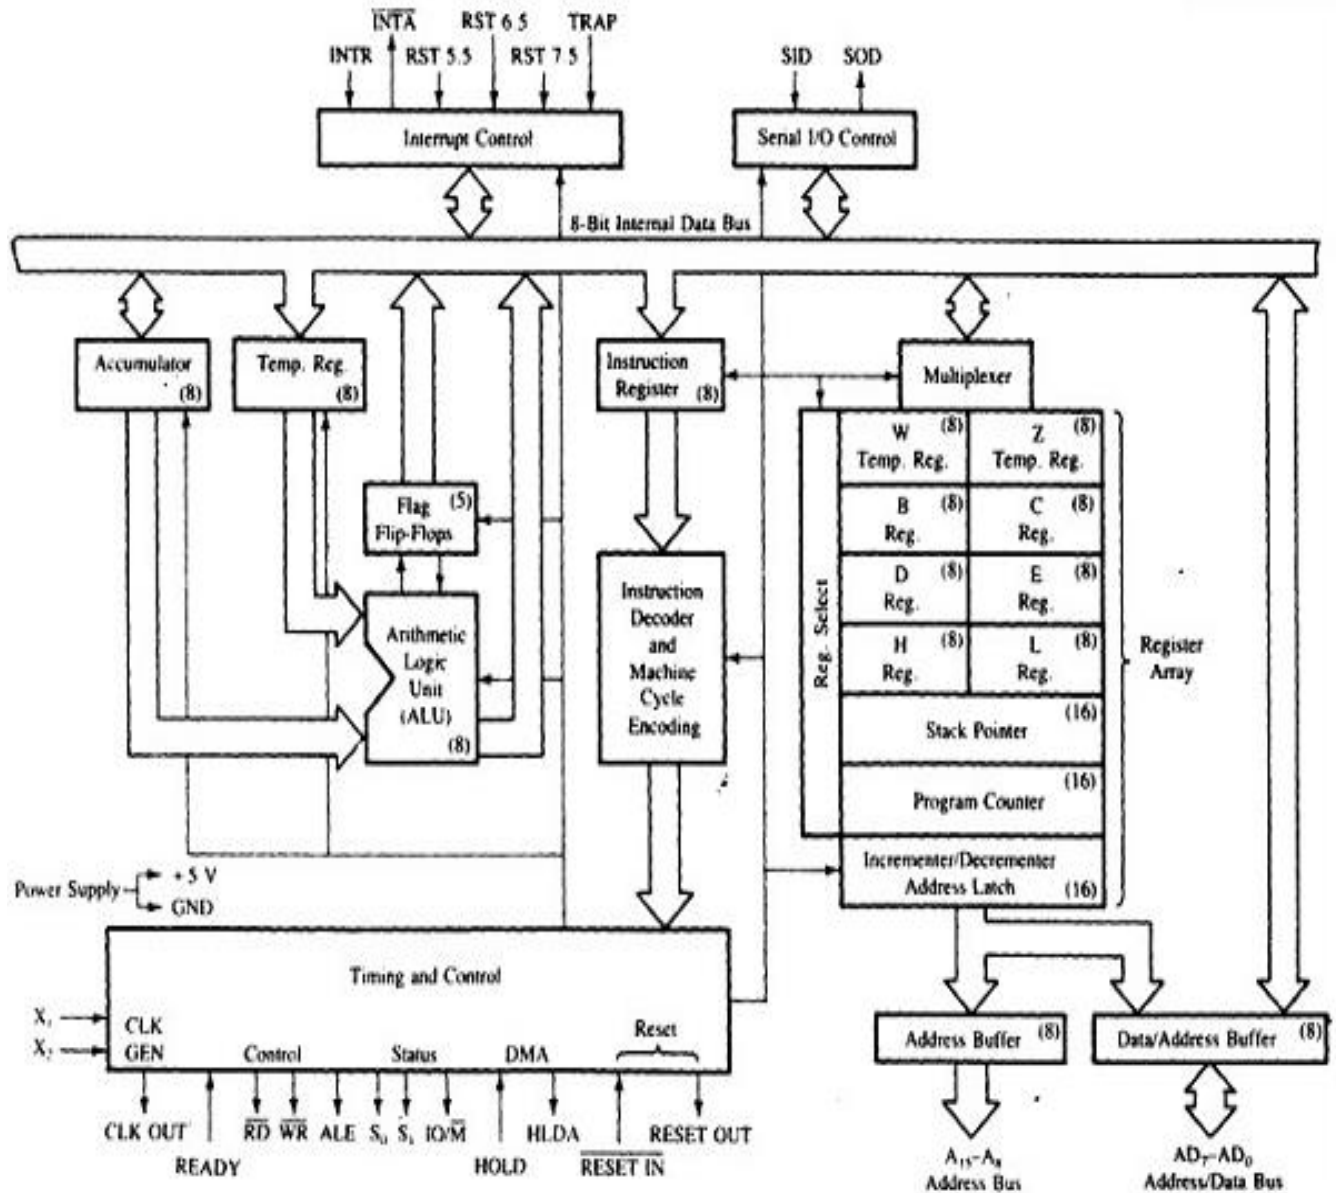 INTA
RST 6.5
TRAP
INTR
RST 5.5
RST 7.5
SID
SOD
Interrupt Control
Serial I/O Control
8-Bit Internal Data Bus
Accumulator
(8)
Temp. Reg.
(8)
Instruction
Register
(8)
Multiplexer
Flag
(5)
Flip-Flops
Arithmetic
Logic
Unit
(ALU)
(8)
Instruction
Decoder
and
Machine
Cycle
Encoding
Reg. Select
W
(8)
Temp. Reg.
Z
(8)
Temp. Reg.
B
(8)
Reg.
C
(8)
Reg.
D
(8)
Reg.
E
(8)
Reg.
H
(8)
Reg.
L
(8)
Reg.
(16)
Stack Pointer
(16)
Program Counter
Incrementer/Decrementer
Address Latch
(16)
Register
Array
Power Supply
+5 V
GND
Timing and Control
X₁
X₂
CLK
GEN
Control
Status
DMA
Reset
CLK OUT
READY
RD
WR
ALE
S₀
S₁
IO/M
HOLD
HLDA
RESET IN
RESET OUT
Address Buffer
(8)
Data/Address Buffer
(8)
A₁₅–A₈
Address Bus
AD₇–AD₀
Address/Data Bus